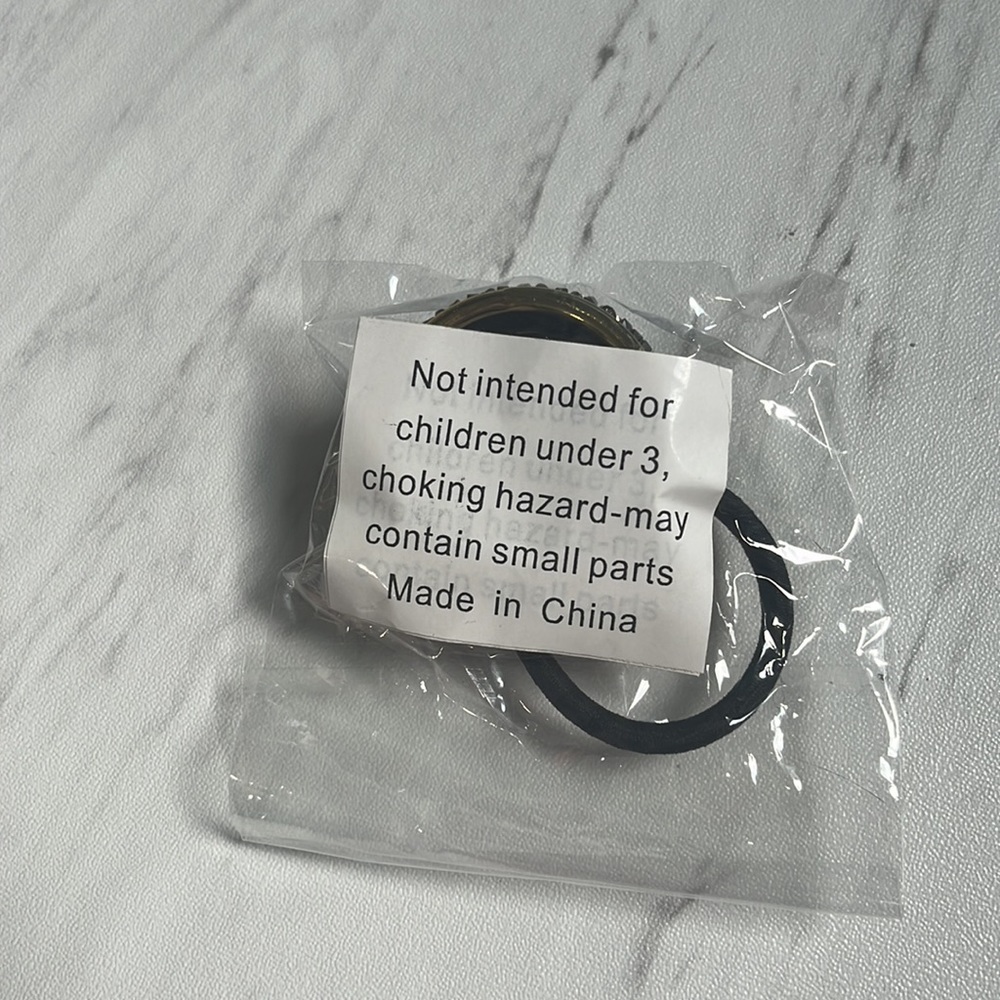 Not intended for
children under 3,
choking hazard-may
contain small parts
Made in China